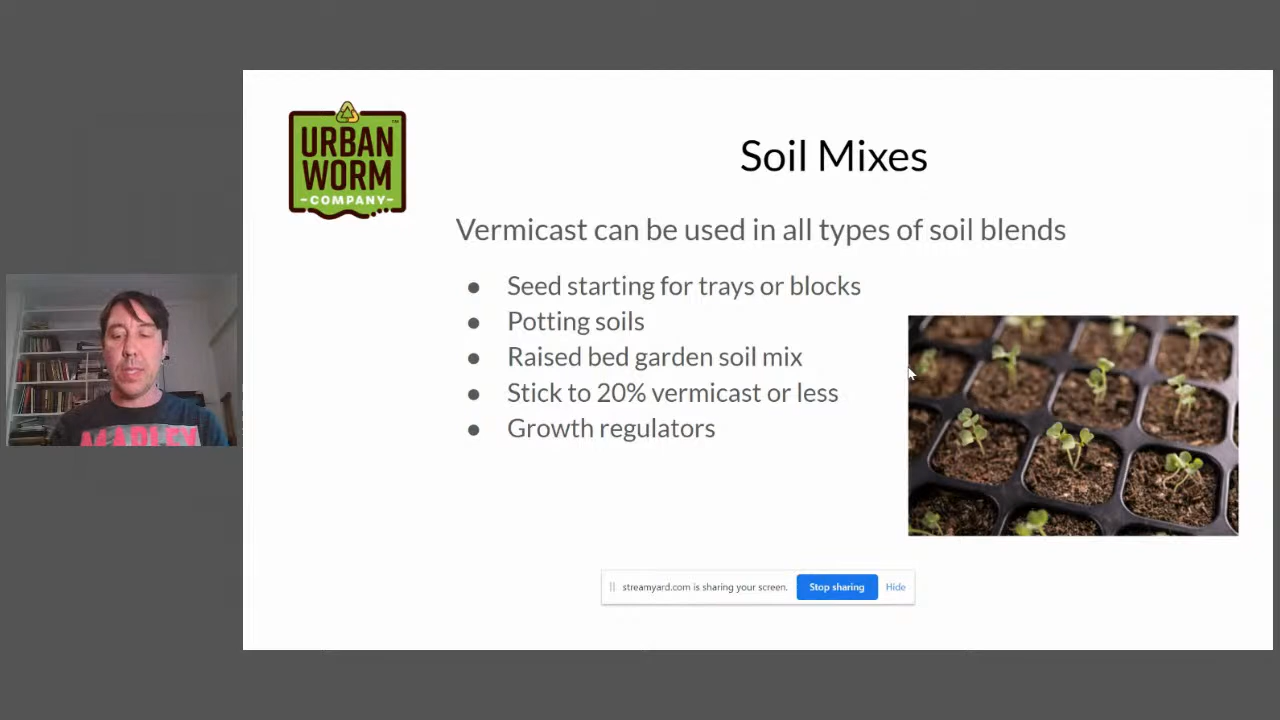 URBAN
WORM
-COMPANY-
TM
Soil Mixes
Vermicast can be used in all types of soil blends
● Seed starting for trays or blocks
● Potting soils
● Raised bed garden soil mix
● Stick to 20% vermicast or less
● Growth regulators
MARLEY
streamyard.com is sharing your screen. Stop sharing Hide